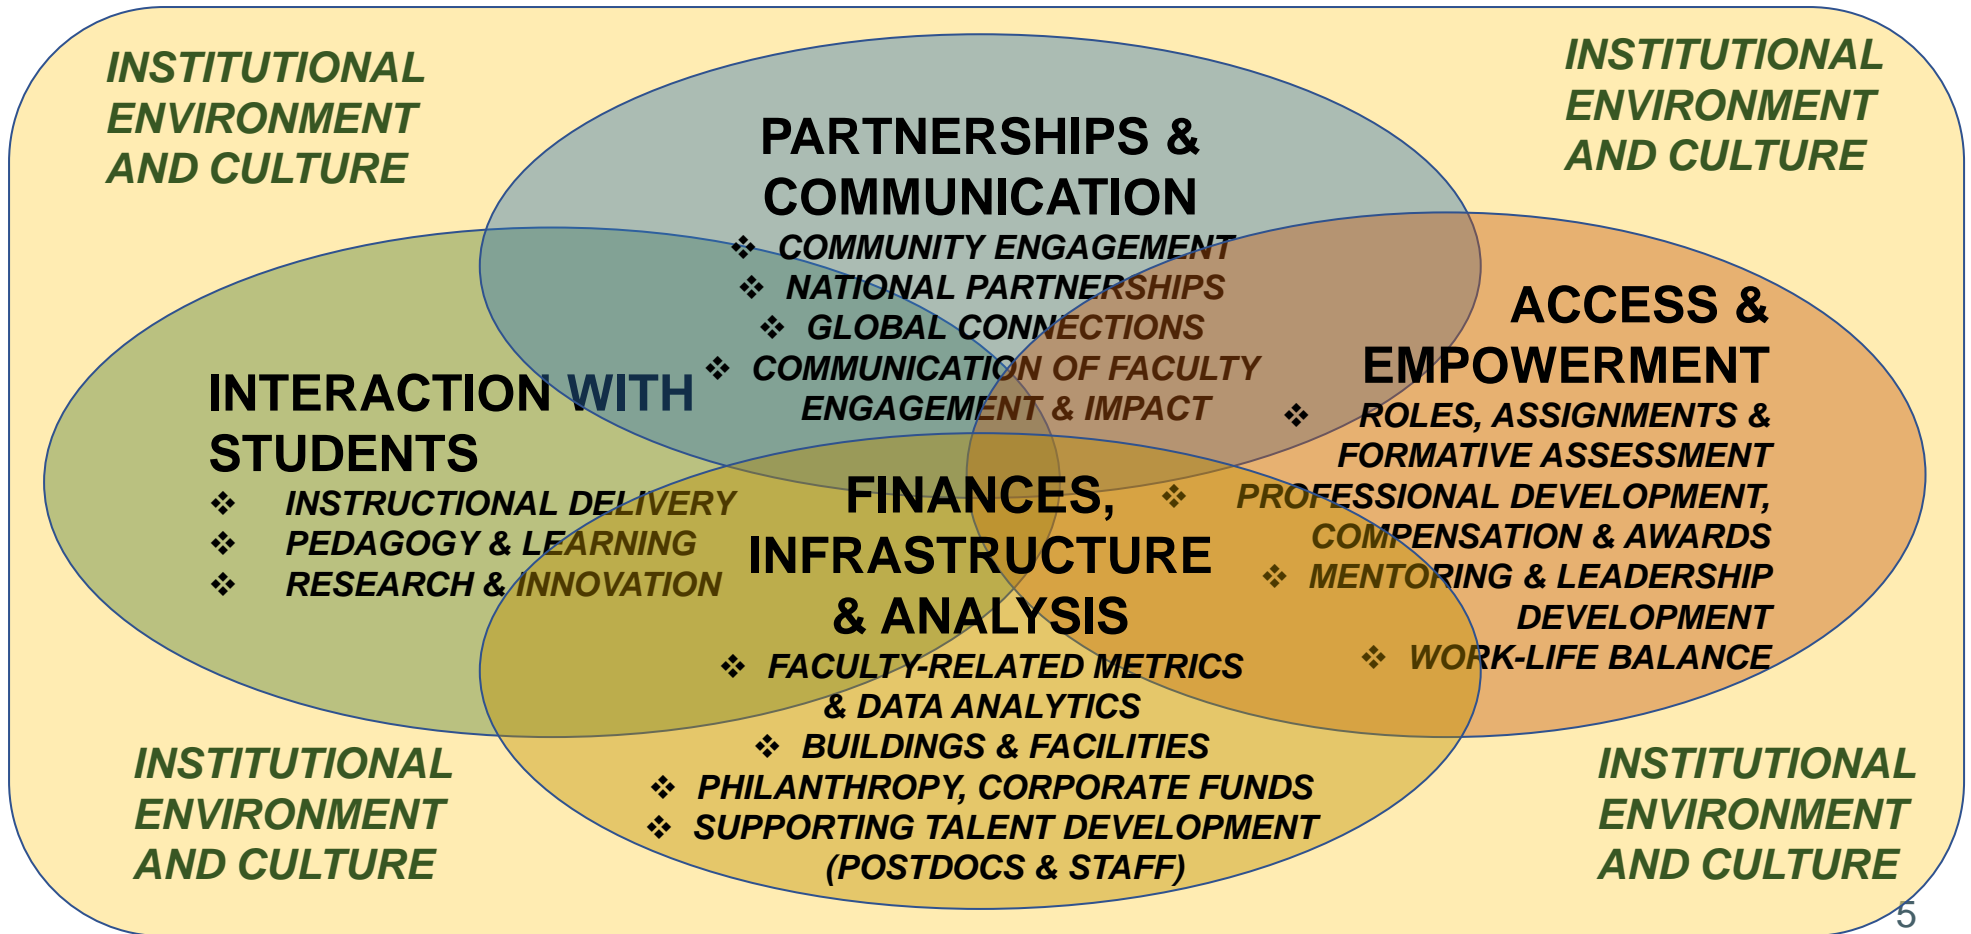 INSTITUTIONAL
ENVIRONMENT
AND CULTURE
INSTITUTIONAL
ENVIRONMENT
AND CULTURE
PARTNERSHIPS &
COMMUNICATION
❖ COMMUNITY ENGAGEMENT
❖ NATIONAL PARTNERSHIPS
❖ GLOBAL CONNECTIONS
❖ COMMUNICATION OF FACULTY
ENGAGEMENT & IMPACT
INTERACTION WITH
STUDENTS
❖ INSTRUCTIONAL DELIVERY
❖ PEDAGOGY & LEARNING
❖ RESEARCH & INNOVATION
ACCESS &
EMPOWERMENT
❖ ROLES, ASSIGNMENTS &
FORMATIVE ASSESSMENT
❖ PROFESSIONAL DEVELOPMENT,
COMPENSATION & AWARDS
❖ MENTORING & LEADERSHIP
DEVELOPMENT
❖ WORK-LIFE BALANCE
FINANCES,
INFRASTRUCTURE
& ANALYSIS
❖ FACULTY-RELATED METRICS
& DATA ANALYTICS
❖ BUILDINGS & FACILITIES
❖ PHILANTHROPY, CORPORATE FUNDS
❖ SUPPORTING TALENT DEVELOPMENT
(POSTDOCS & STAFF)
INSTITUTIONAL
ENVIRONMENT
AND CULTURE
INSTITUTIONAL
ENVIRONMENT
AND CULTURE
5